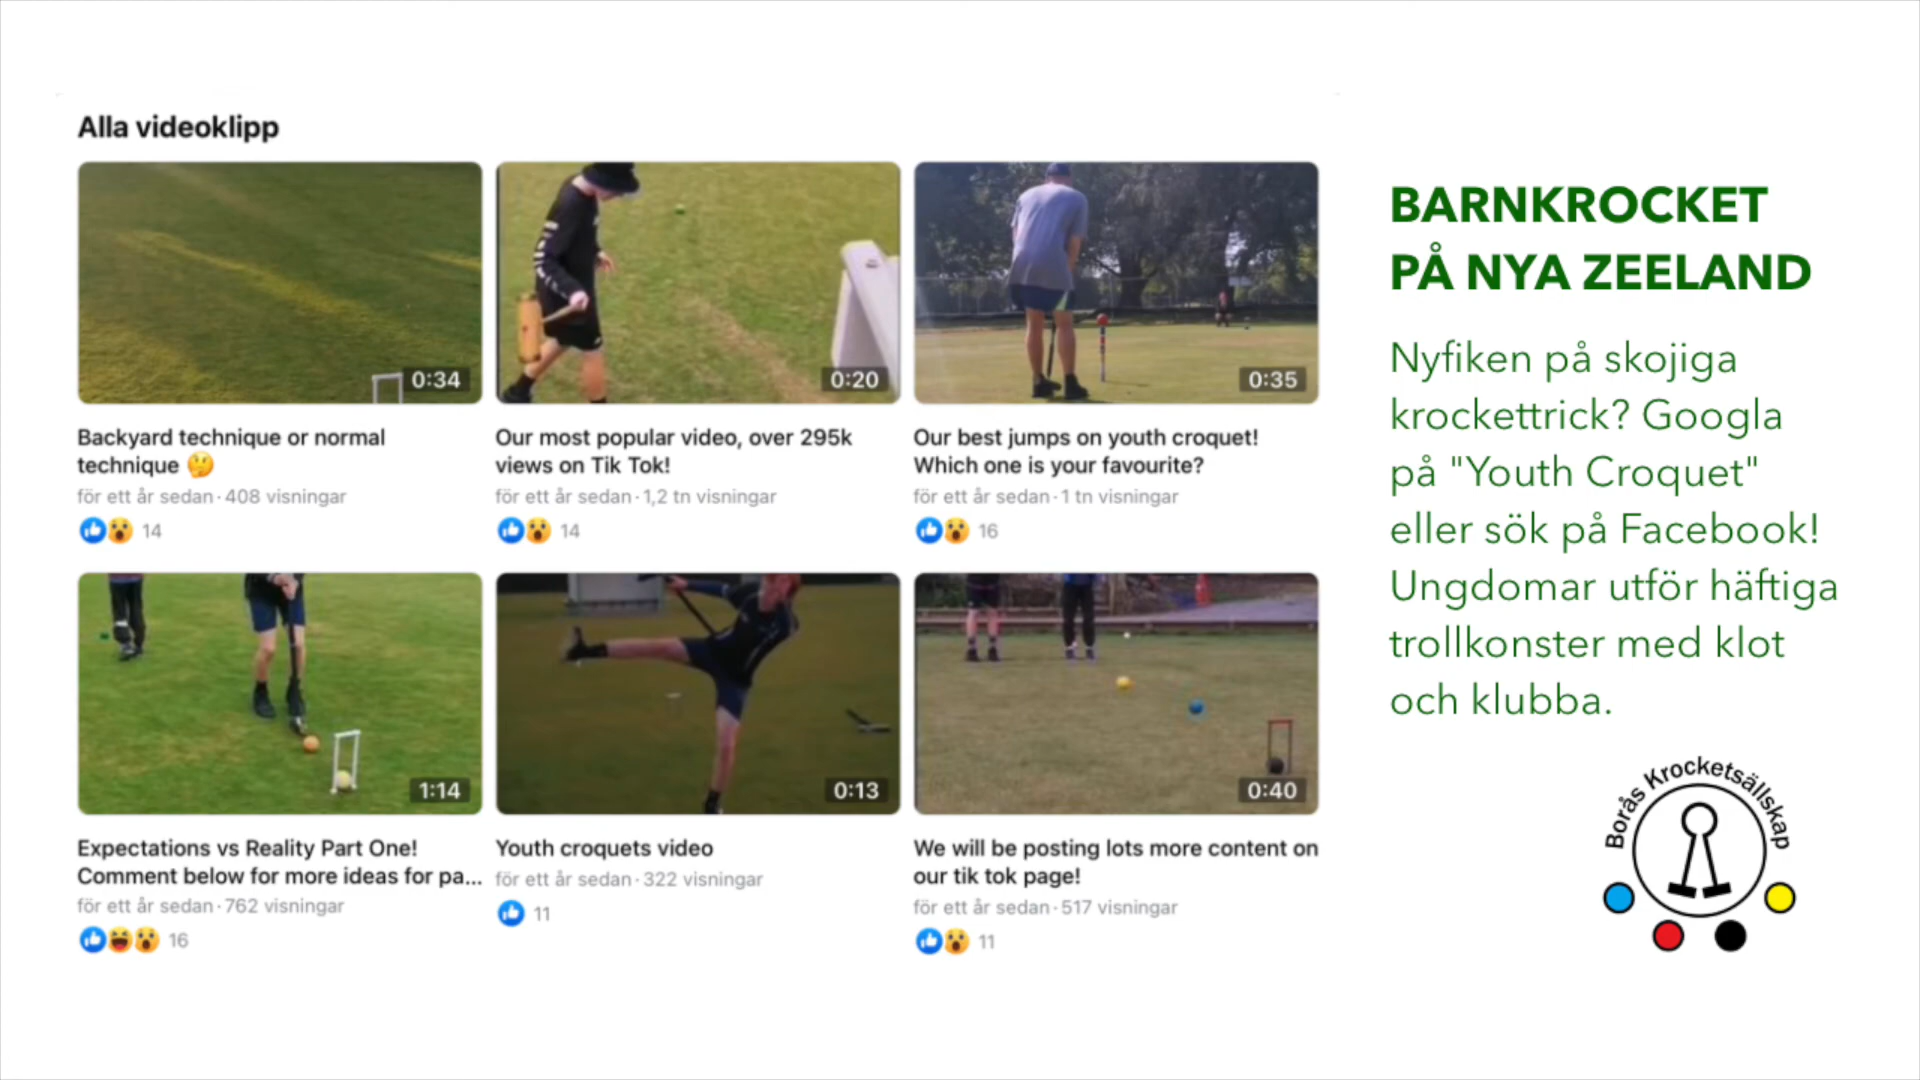 Alla videoklipp
0:34
0:20
0:35
Backyard technique or normal
technique 🤔
för ett år sedan · 408 visningar
14
Our most popular video, over 295k
views on Tik Tok!
för ett år sedan · 1,2 tn visningar
14
Our best jumps on youth croquet!
Which one is your favourite?
för ett år sedan · 1 tn visningar
16
1:14
0:13
0:40
Expectations vs Reality Part One!
Comment below for more ideas for pa...
för ett år sedan · 762 visningar
16
Youth croquets video
för ett år sedan · 322 visningar
11
We will be posting lots more content on
our tik tok page!
för ett år sedan · 517 visningar
11
BARNKROCKET
PÅ NYA ZEELAND
Nyfiken på skojiga
krockettrick? Googla
på "Youth Croquet"
eller sök på Facebook!
Ungdomar utför häftiga
trollkonster med klot
och klubba.
Borås Krocketsällskap